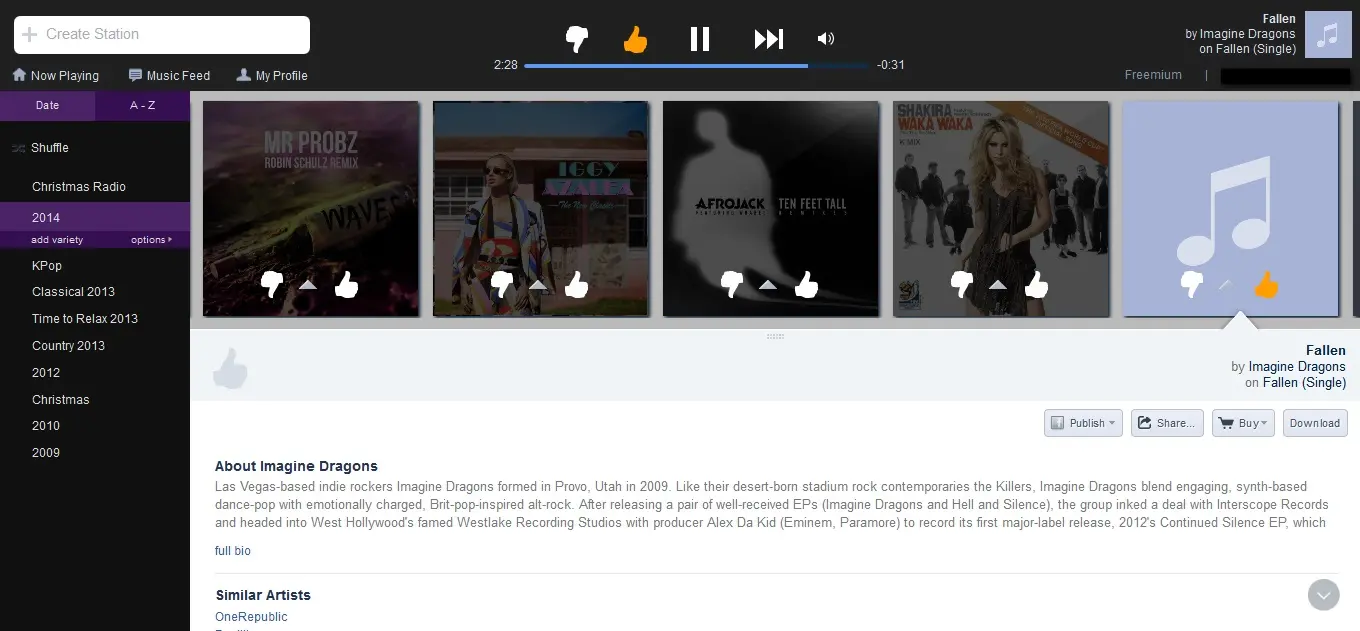 Create Station
2:28
-0:31
Fallen
by Imagine Dragons
on Fallen (Single)
Now Playing
Music Feed
My Profile
Freemium
|
Date
A - Z
Shuffle
Christmas Radio
2014
add variety
options
KPop
Classical 2013
Time to Relax 2013
Country 2013
2012
Christmas
2010
2009
MR PROBZ
ROBIN SCHULZ REMIX
WAVES
IGGY
AZALEA
The New Classic
AFROJACK
TEN FEET TALL
REMIXES
SHAKIRA
WAKA WAKA
K MIX
Fallen
by Imagine Dragons
on Fallen (Single)
Publish
Share...
Buy
Download
About Imagine Dragons
Las Vegas-based indie rockers Imagine Dragons formed in Provo, Utah in 2009. Like their desert-born stadium rock contemporaries the Killers, Imagine Dragons blend engaging, synth-based
dance-pop with emotionally charged, Brit-pop-inspired alt-rock. After releasing a pair of well-received EPs (Imagine Dragons and Hell and Silence), the group inked a deal with Interscope Records
and headed into West Hollywood's famed Westlake Recording Studios with producer Alex Da Kid (Eminem, Paramore) to record its first major-label release, 2012's Continued Silence EP, which
full bio
Similar Artists
OneRepublic